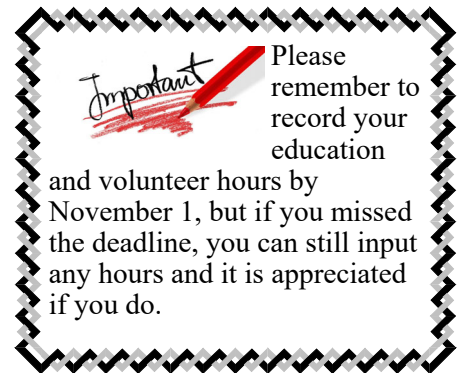 Important
Please
remember to
record your
education
and volunteer hours by
November 1, but if you missed
the deadline, you can still input
any hours and it is appreciated
if you do.